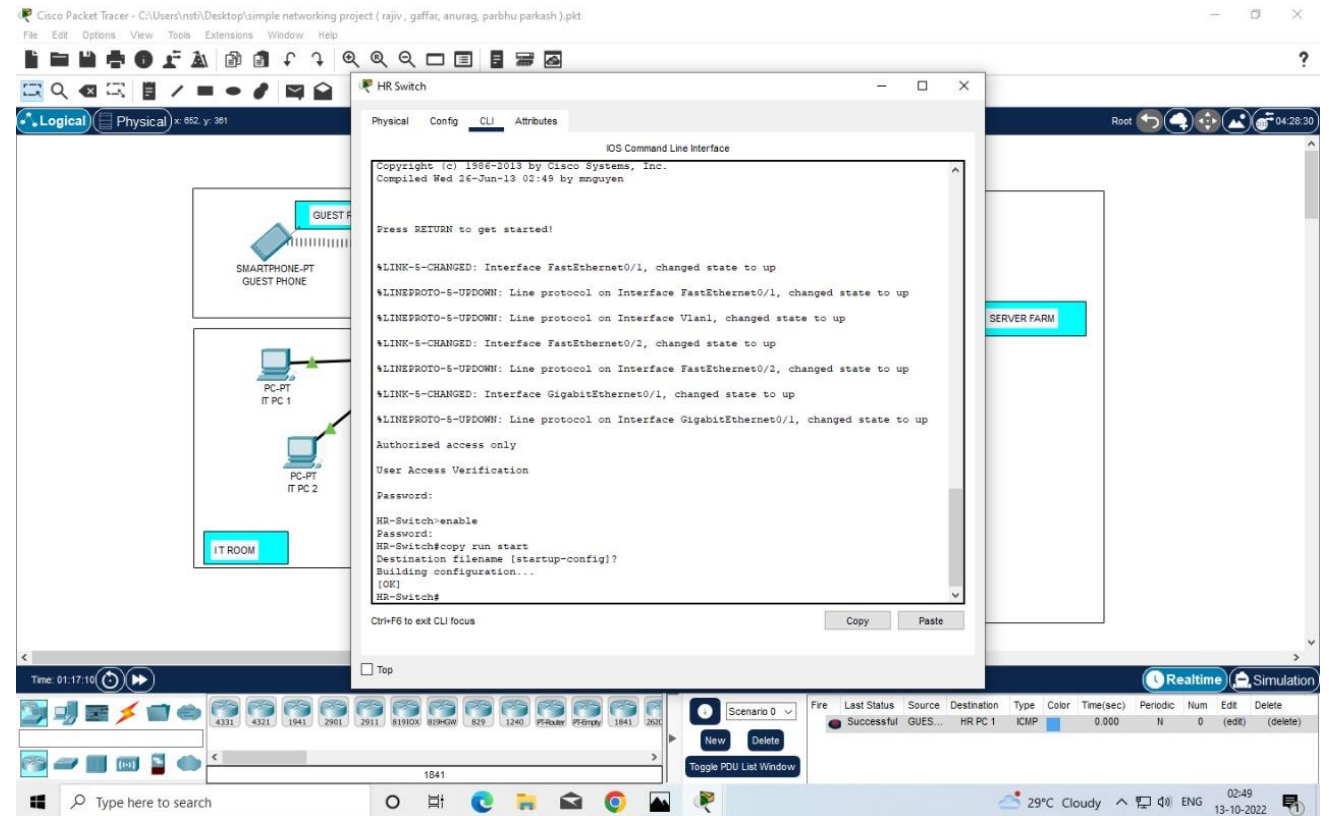 Cisco Packet Tracer - C:\Users\nsti\Desktop\simple networking project ( rajiv , gaffar, anurag, parbhu parkash ).pkt
File Edit Options View Tools Extensions Window Help
?
HR Switch
Logical Physical x: 652, y: 361
Root 04:28:30
Physical Config CLI Attributes
IOS Command Line Interface
Copyright (c) 1986-2013 by Cisco Systems, Inc.
Compiled Wed 26-Jun-13 02:49 by mnguyen
Press RETURN to get started!
%LINK-5-CHANGED: Interface FastEthernet0/1, changed state to up
%LINEPROTO-5-UPDOWN: Line protocol on Interface FastEthernet0/1, changed state to up
%LINEPROTO-5-UPDOWN: Line protocol on Interface Vlan1, changed state to up
%LINK-5-CHANGED: Interface FastEthernet0/2, changed state to up
%LINEPROTO-5-UPDOWN: Line protocol on Interface FastEthernet0/2, changed state to up
%LINK-5-CHANGED: Interface GigabitEthernet0/1, changed state to up
%LINEPROTO-5-UPDOWN: Line protocol on Interface GigabitEthernet0/1, changed state to up
Authorized access only
User Access Verification
Password:
HR-Switch>enable
Password:
HR-Switch#copy run start
Destination filename [startup-config]?
Building configuration...
[OK]
HR-Switch#
Ctrl+F6 to exit CLI focus
Copy Paste
Top
GUEST
SMARTPHONE-PT
GUEST PHONE
PC-PT
IT PC 1
PC-PT
IT PC 2
IT ROOM
SERVER FARM
Time: 01:17:10
Realtime Simulation
4331 4321 1941 2901 2911 819IOX 819HGW 829 1240 PT-Router PT-Empty 1841 262
1841
Scenario 0
New Delete
Toggle PDU List Window
Fire Last Status Source Destination Type Color Time(sec) Periodic Num Edit Delete
Successful GUES... HR PC 1 ICMP 0.000 N 0 (edit) (delete)
Type here to search
29°C Cloudy ENG
02:49
13-10-2022
1